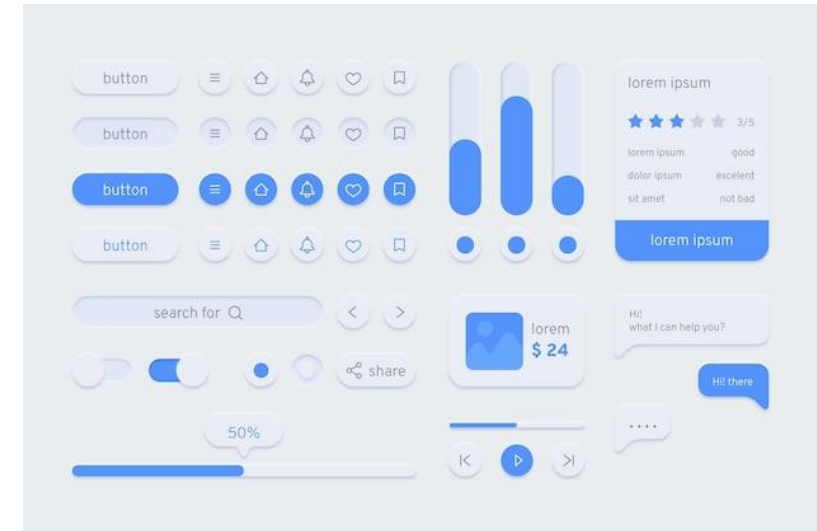 button
button
button
button
search for
share
50%
lorem
$ 24
lorem ipsum
3/5
lorem ipsum good
dolor ipsum excelent
sit amet not bad
lorem ipsum
Hi!
what I can help you?
Hi! there
....